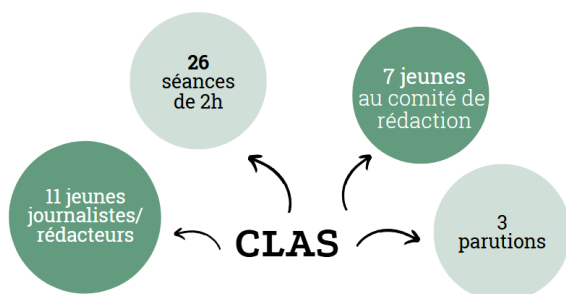 26
séances
de 2h
7 jeunes
au comité de
rédaction
11 jeunes
journalistes/
rédacteurs
CLAS
3
parutions